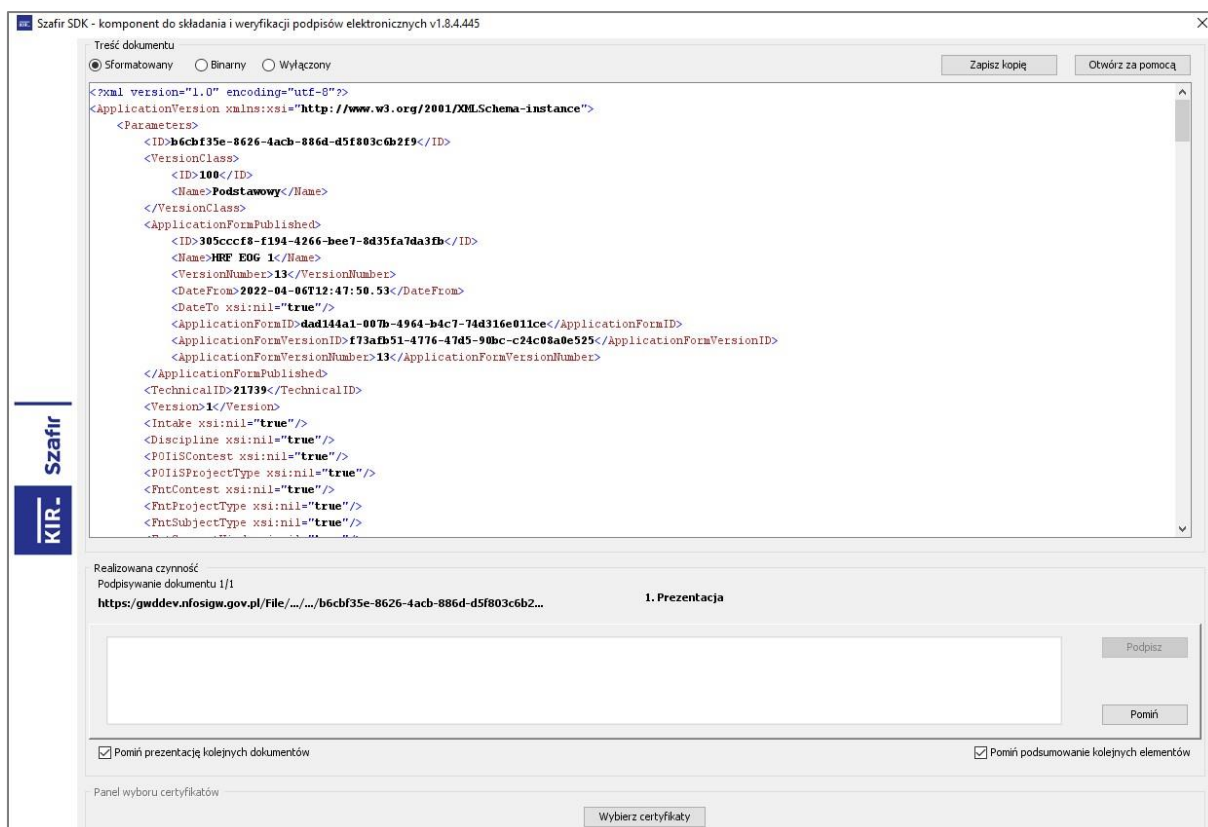 Szafir SDK - komponent do składania i weryfikacji podpisów elektronicznych v1.8.4.445
Treść dokumentu
Sformatowany Binarny Wyłączony Zapisz kopię Otwórz za pomocą
<?xml version="1.0" encoding="utf-8"?>
<ApplicationVersion xmlns:xsi="http://www.w3.org/2001/XMLSchema-instance">
<Parameters>
<ID>b6cbf35e-8626-4acb-886d-d5f803c6b2f9</ID>
<VersionClass>
<ID>100</ID>
<Name>Podstawowy</Name>
</VersionClass>
<ApplicationFormPublished>
<ID>305cccf8-f194-4266-bee7-8d35fa7da3fb</ID>
<Name>HRF EOG 1</Name>
<VersionNumber>13</VersionNumber>
<DateFrom>2022-04-06T12:47:50.53</DateFrom>
<DateTo xsi:nil="true"/>
<ApplicationFormID>dad144a1-007b-4964-b4c7-74d316e011ce</ApplicationFormID>
<ApplicationFormVersionID>f73afb51-4776-47d5-90bc-c24c08a0e525</ApplicationFormVersionID>
<ApplicationFormVersionNumber>13</ApplicationFormVersionNumber>
</ApplicationFormPublished>
<TechnicalID>21739</TechnicalID>
<Version>1</Version>
<Intake xsi:nil="true"/>
<Discipline xsi:nil="true"/>
<POIiSContest xsi:nil="true"/>
<POIiSProjectType xsi:nil="true"/>
<FntContest xsi:nil="true"/>
<FntProjectType xsi:nil="true"/>
<FntSubjectType xsi:nil="true"/>
KIR. Szafir
Realizowana czynność
Podpisywanie dokumentu 1/1
https:/gwddev.nfosigw.gov.pl/File/.../.../b6cbf35e-8626-4acb-886d-d5f803c6b2... 1. Prezentacja
Podpisz
Pomiń
Pomiń prezentację kolejnych dokumentów Pomiń podsumowanie kolejnych elementów
Panel wyboru certyfikatów
Wybierz certyfikaty